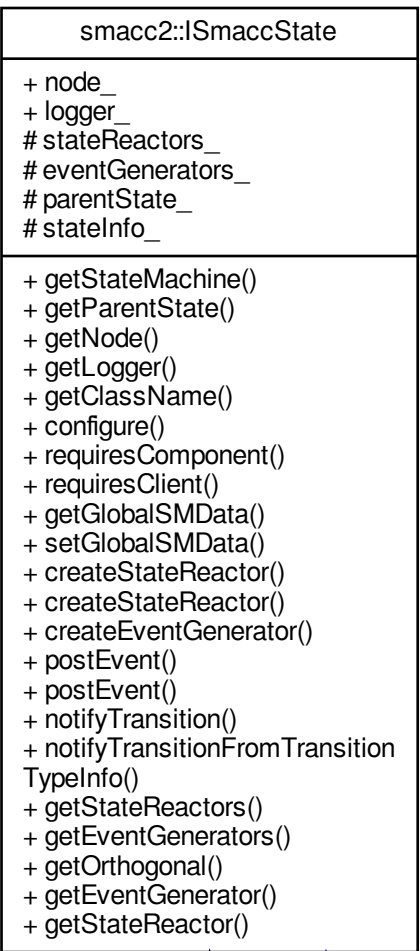 smacc2::ISmaccState
+ node_
+ logger_
# stateReactors_
# eventGenerators_
# parentState_
# stateInfo_
+ getStateMachine()
+ getParentState()
+ getNode()
+ getLogger()
+ getClassName()
+ configure()
+ requiresComponent()
+ requiresClient()
+ getGlobalSMData()
+ setGlobalSMData()
+ createStateReactor()
+ createStateReactor()
+ createEventGenerator()
+ postEvent()
+ postEvent()
+ notifyTransition()
+ notifyTransitionFromTransition
TypeInfo()
+ getStateReactors()
+ getEventGenerators()
+ getOrthogonal()
+ getEventGenerator()
+ getStateReactor()